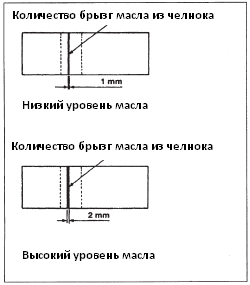 Количество брызг масла из челнока
1 mm
Низкий уровень масла
Количество брызг масла из челнока
2 mm
Высокий уровень масла